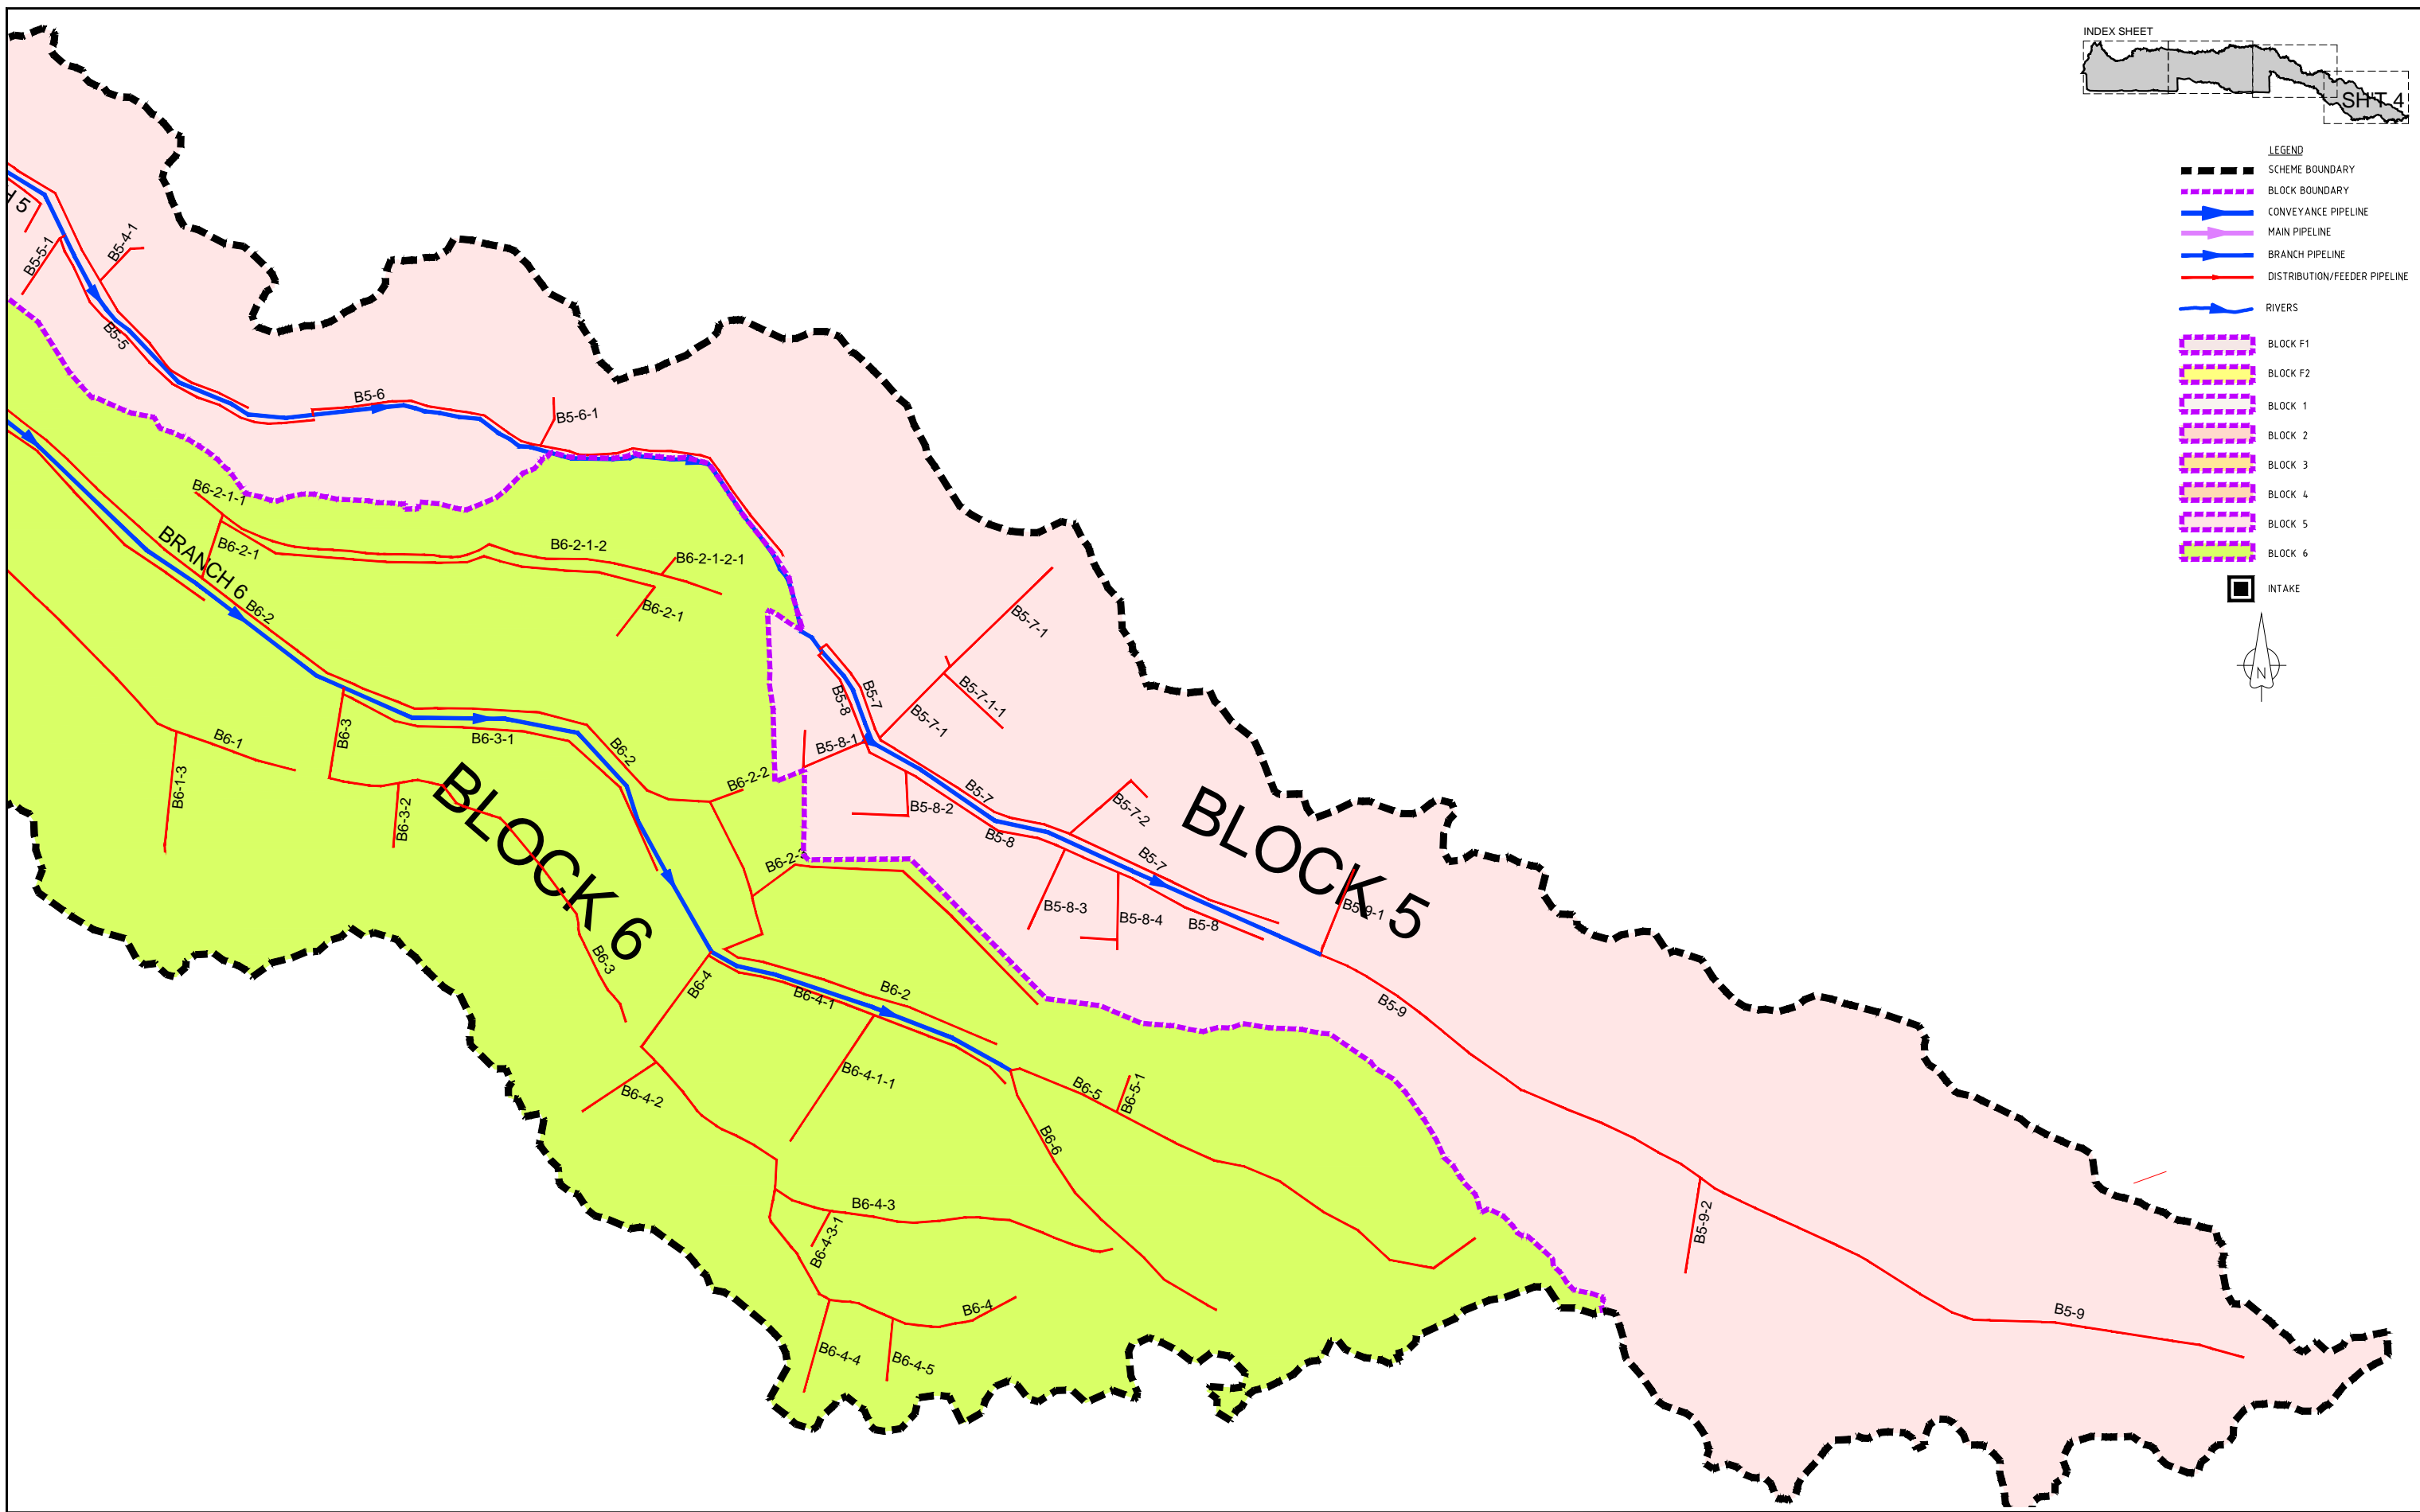 INDEX SHEET
SH'T 4
LEGEND
SCHEME BOUNDARY
BLOCK BOUNDARY
CONVEYANCE PIPELINE
MAIN PIPELINE
BRANCH PIPELINE
DISTRIBUTION/FEEDER PIPELINE
RIVERS
BLOCK F1
BLOCK F2
BLOCK 1
BLOCK 2
BLOCK 3
BLOCK 4
BLOCK 5
BLOCK 6
INTAKE
N
H 5
B5-5-1
B5-4-1
B5-5
B5-6
B5-6-1
B6-2-1-1
B6-2-1
B6-2-1-2
B6-2-1-2-1
B6-2-1
BRANCH 6
B6-2
B5-7-1
B5-7-1-1
B5-7
B5-8
B5-7-1
B5-8-1
B6-1
B6-3
B6-3-1
B6-2
B6-2-2
B6-1-3
B6-3-2
B5-8-2
B5-7
B5-7-2
B5-8
B5-7
BLOCK 5
BLOCK 6
B5-8-3
B5-8-4
B5-8
B5-9-1
B6-3
B6-4
B6-4-1
B6-2
B5-9
B6-4-2
B6-4-1-1
B6-5
B6-5-1
B6-6
B6-4-3
B6-4-3-1
B5-9-2
B6-4
B5-9
B6-4-4
B6-4-5